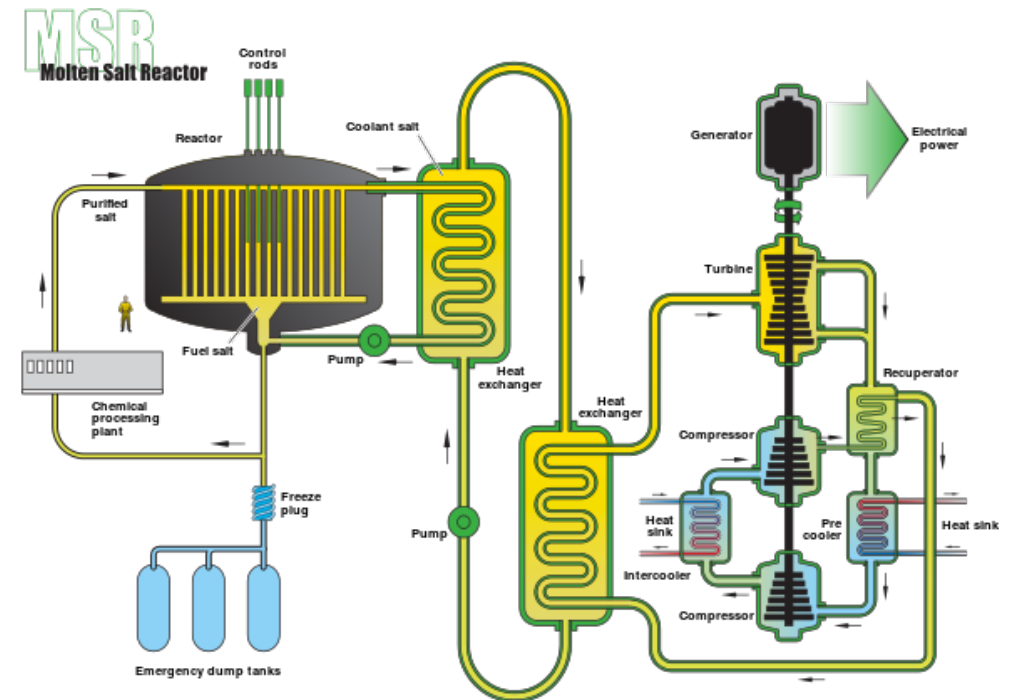 MSR
Molten Salt Reactor
Control
rods
Reactor
Coolant salt
Generator
Electrical
power
Purified
salt
Turbine
Fuel salt
Pump
Heat
exchanger
Recuperator
Chemical
processing
plant
Heat
exchanger
Compressor
Freeze
plug
Pump
Heat
sink
Pre
cooler
Heat sink
Intercooler
Compressor
Emergency dump tanks